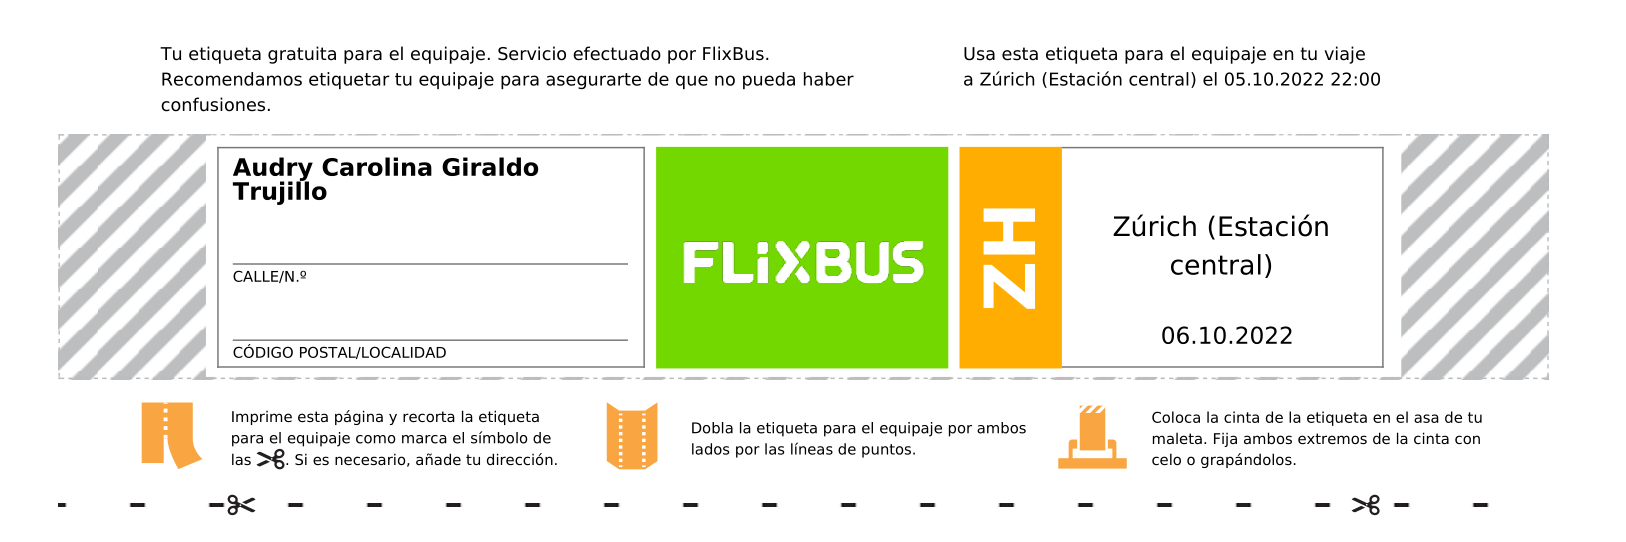 Tu etiqueta gratuita para el equipaje. Servicio efectuado por FlixBus.
Recomendamos etiquetar tu equipaje para asegurarte de que no pueda haber
confusiones.
Usa esta etiqueta para el equipaje en tu viaje
a Zúrich (Estación central) el 05.10.2022 22:00
Audry Carolina Giraldo
Trujillo
CALLE/N.º
CÓDIGO POSTAL/LOCALIDAD
FLiXBUS
ZH
Zúrich (Estación
central)
06.10.2022
Imprime esta página y recorta la etiqueta
para el equipaje como marca el símbolo de
las ✂. Si es necesario, añade tu dirección.
Dobla la etiqueta para el equipaje por ambos
lados por las líneas de puntos.
Coloca la cinta de la etiqueta en el asa de tu
maleta. Fija ambos extremos de la cinta con
celo o grapándolos.